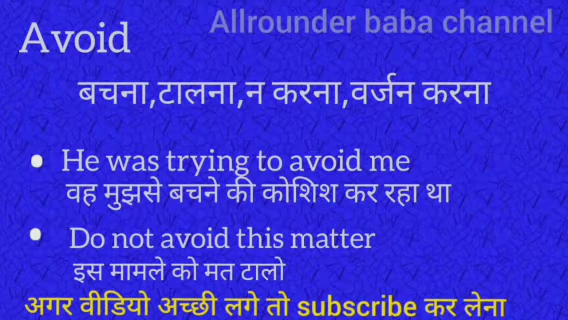 Allrounder baba channel
Avoid
बचना,टालना,न करना,वर्जन करना
He was trying to avoid me
वह मुझसे बचने की कोशिश कर रहा था
Do not avoid this matter
इस मामले को मत टालो
अगर वीडियो अच्छी लगे तो subscribe कर लेना